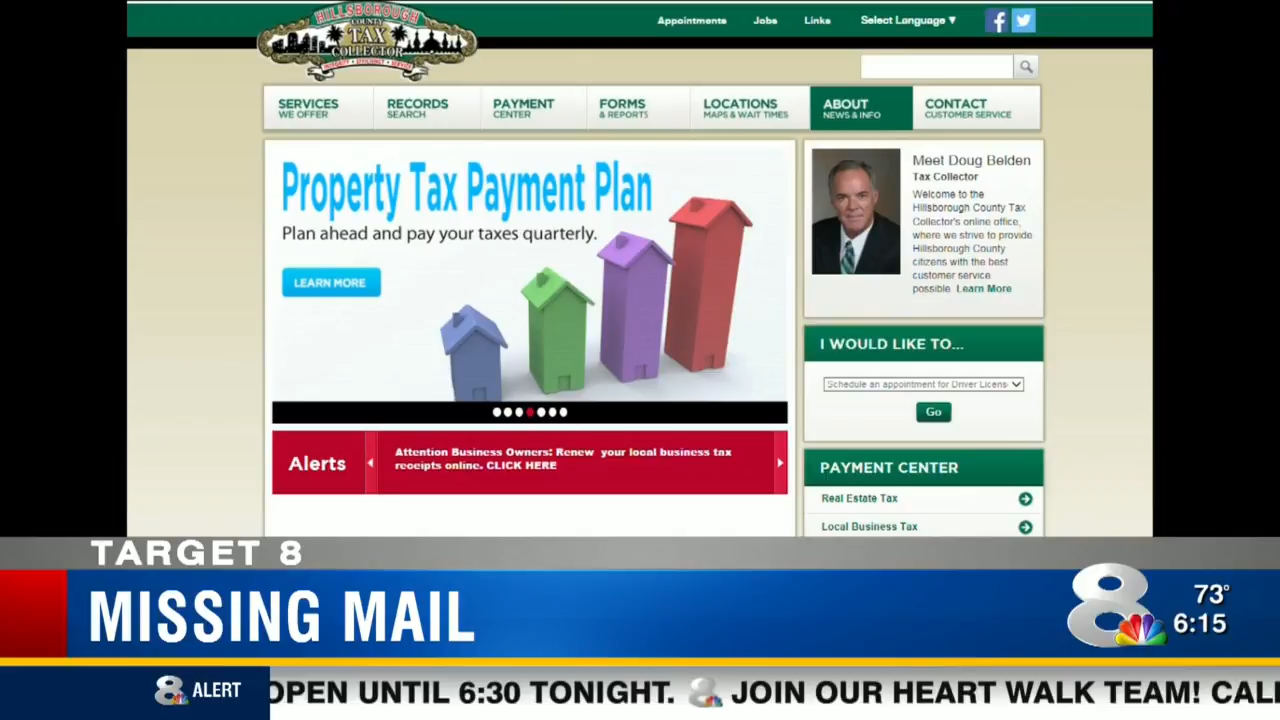 HILLSBOROUGH
COUNTY
TAX
COLLECTOR
INTEGRITY • EFFICIENCY • SERVICE
Appointments
Jobs
Links
Select Language ▼
SERVICES
WE OFFER
RECORDS
SEARCH
PAYMENT
CENTER
FORMS
& REPORTS
LOCATIONS
MAPS & WAIT TIMES
ABOUT
NEWS & INFO
CONTACT
CUSTOMER SERVICE
Property Tax Payment Plan
Plan ahead and pay your taxes quarterly.
LEARN MORE
Meet Doug Belden
Tax Collector
Welcome to the
Hillsborough County Tax
Collector's online office,
where we strive to provide
Hillsborough County
citizens with the best
customer service
possible. Learn More
I WOULD LIKE TO...
Schedule an appointment for Driver Licens
Go
Alerts
Attention Business Owners: Renew your local business tax
receipts online. CLICK HERE
PAYMENT CENTER
Real Estate Tax
Local Business Tax
TARGET 8
MISSING MAIL
8
73°
6:15
8 ALERT
OPEN UNTIL 6:30 TONIGHT. 8 JOIN OUR HEART WALK TEAM! CALL